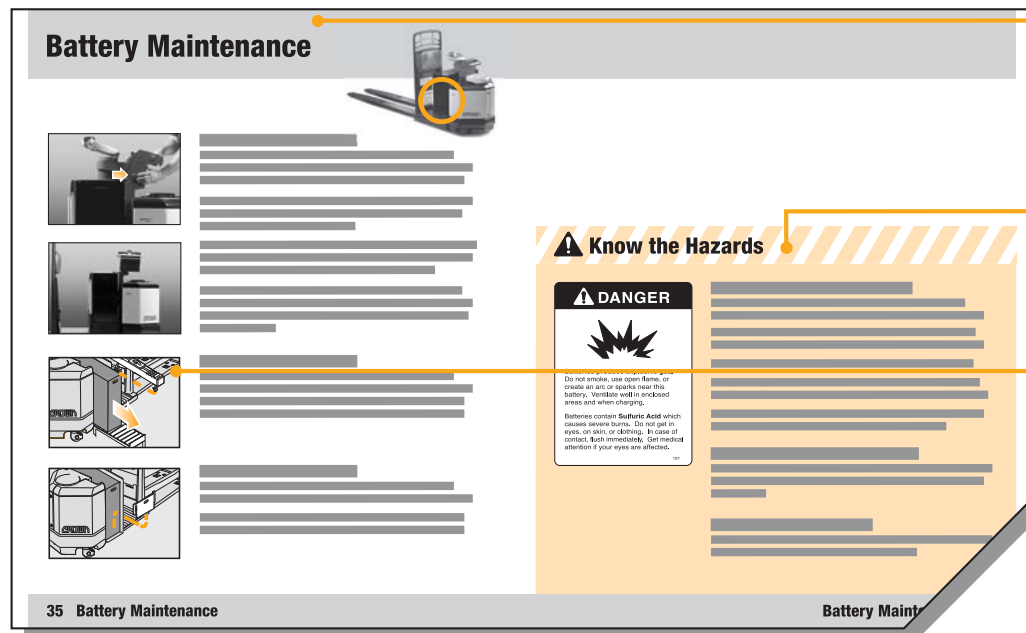 Battery Maintenance
Know the Hazards
DANGER
Do not smoke, use open flame, or
create an arc or sparks near this
battery. Ventilate well in enclosed
areas and when charging.
Batteries contain Sulfuric Acid which
causes severe burns. Do not get in
eyes, on skin, or clothing. In case of
contact, flush immediately. Get medical
attention if your eyes are affected.
CROWN
CROWN
35 Battery Maintenance
Battery